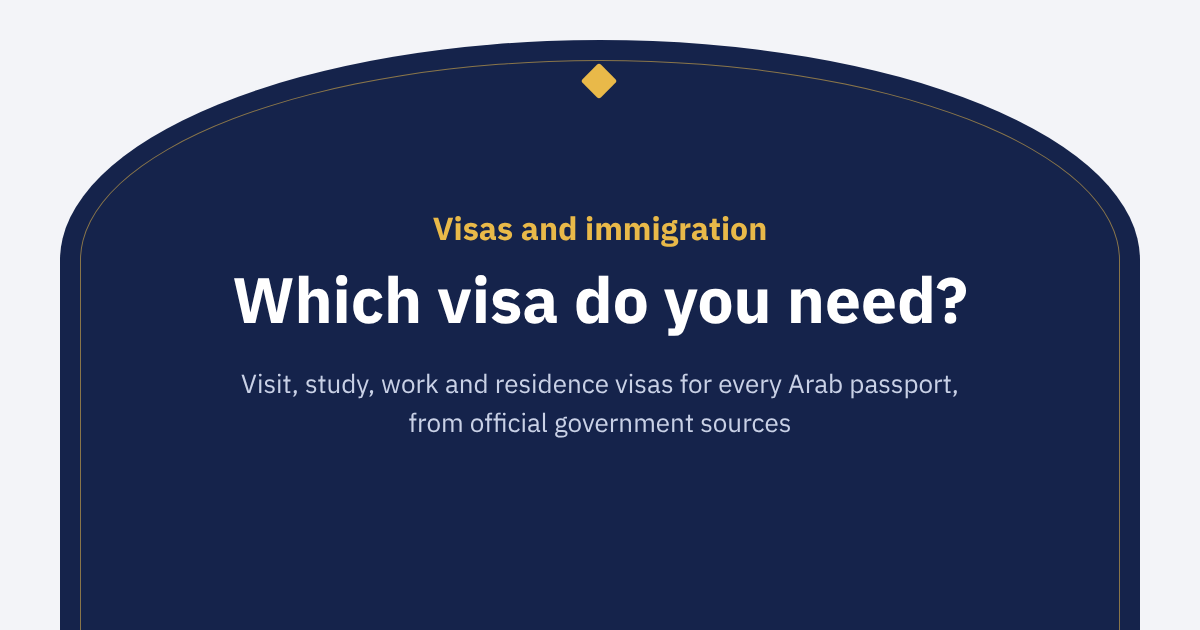 Visas and immigration
Which visa do you need?
Visit, study, work and residence visas for every Arab passport,
from official government sources